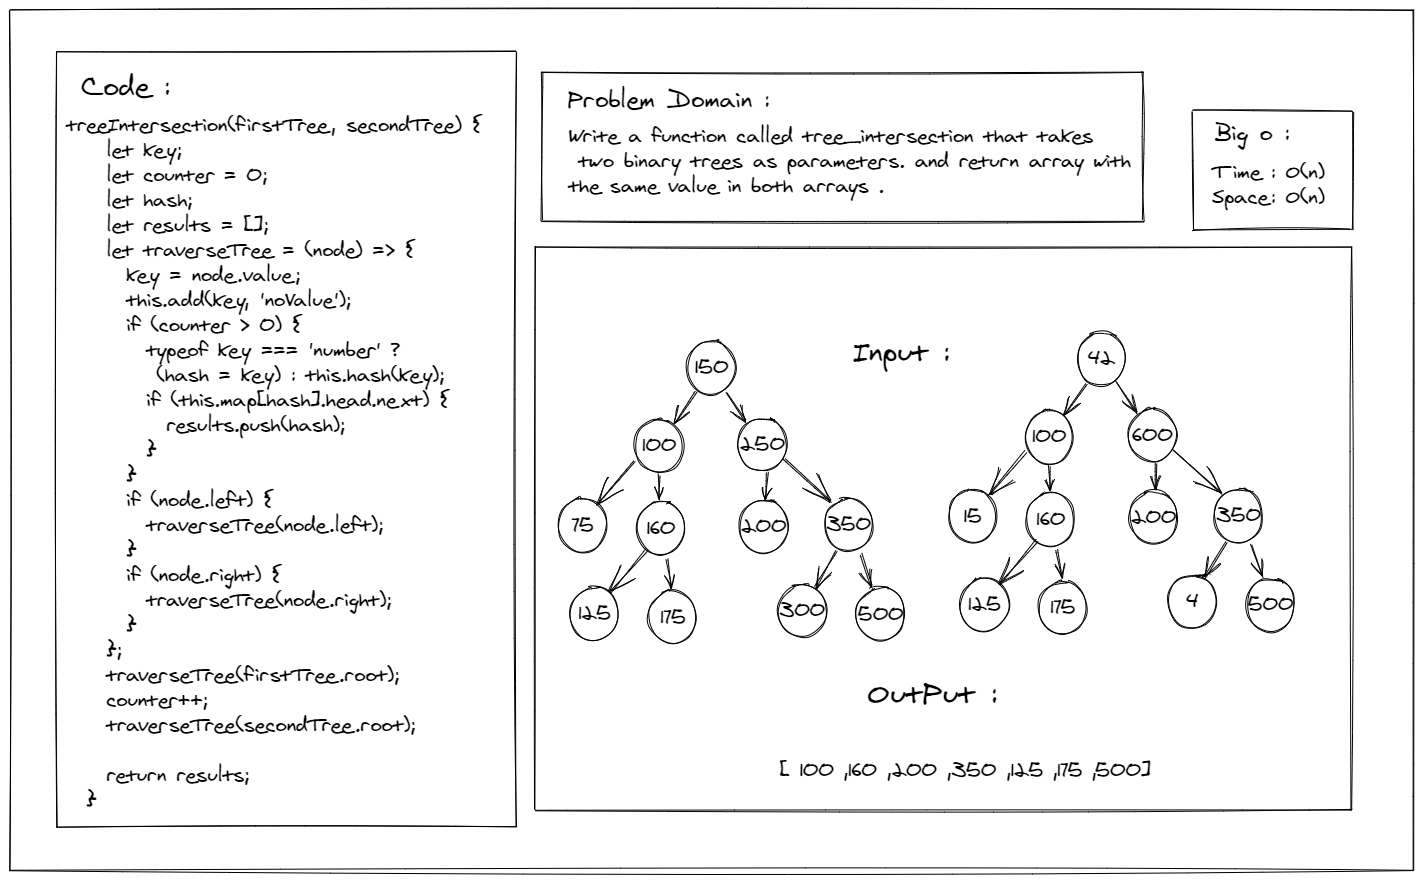 Code :
treeIntersection(firstTree, secondTree) {
let key;
let counter = 0;
let hash;
let results = [];
let traverseTree = (node) => {
key = node.value;
this.add(key, 'noValue');
if (counter > 0) {
typeof key === 'number' ?
(hash = key) : this.hash(key);
if (this.map[hash].head.next) {
results.push(hash);
}
}
if (node.left) {
traverseTree(node.left);
}
if (node.right) {
traverseTree(node.right);
}
};
traverseTree(firstTree.root);
counter++;
traverseTree(secondTree.root);
return results;
}
Problem Domain :
Write a function called tree_intersection that takes
two binary trees as parameters. and return array with
the same value in both arrays .
Big O :
Time : O(n)
Space: O(n)
Input :
150
100 250
75 160 200 350
125 175 300 500
42
100 600
15 160 200 350
125 175 4 500
OutPut :
[ 100 ,160 ,200 ,350 ,125 ,175 ,500]